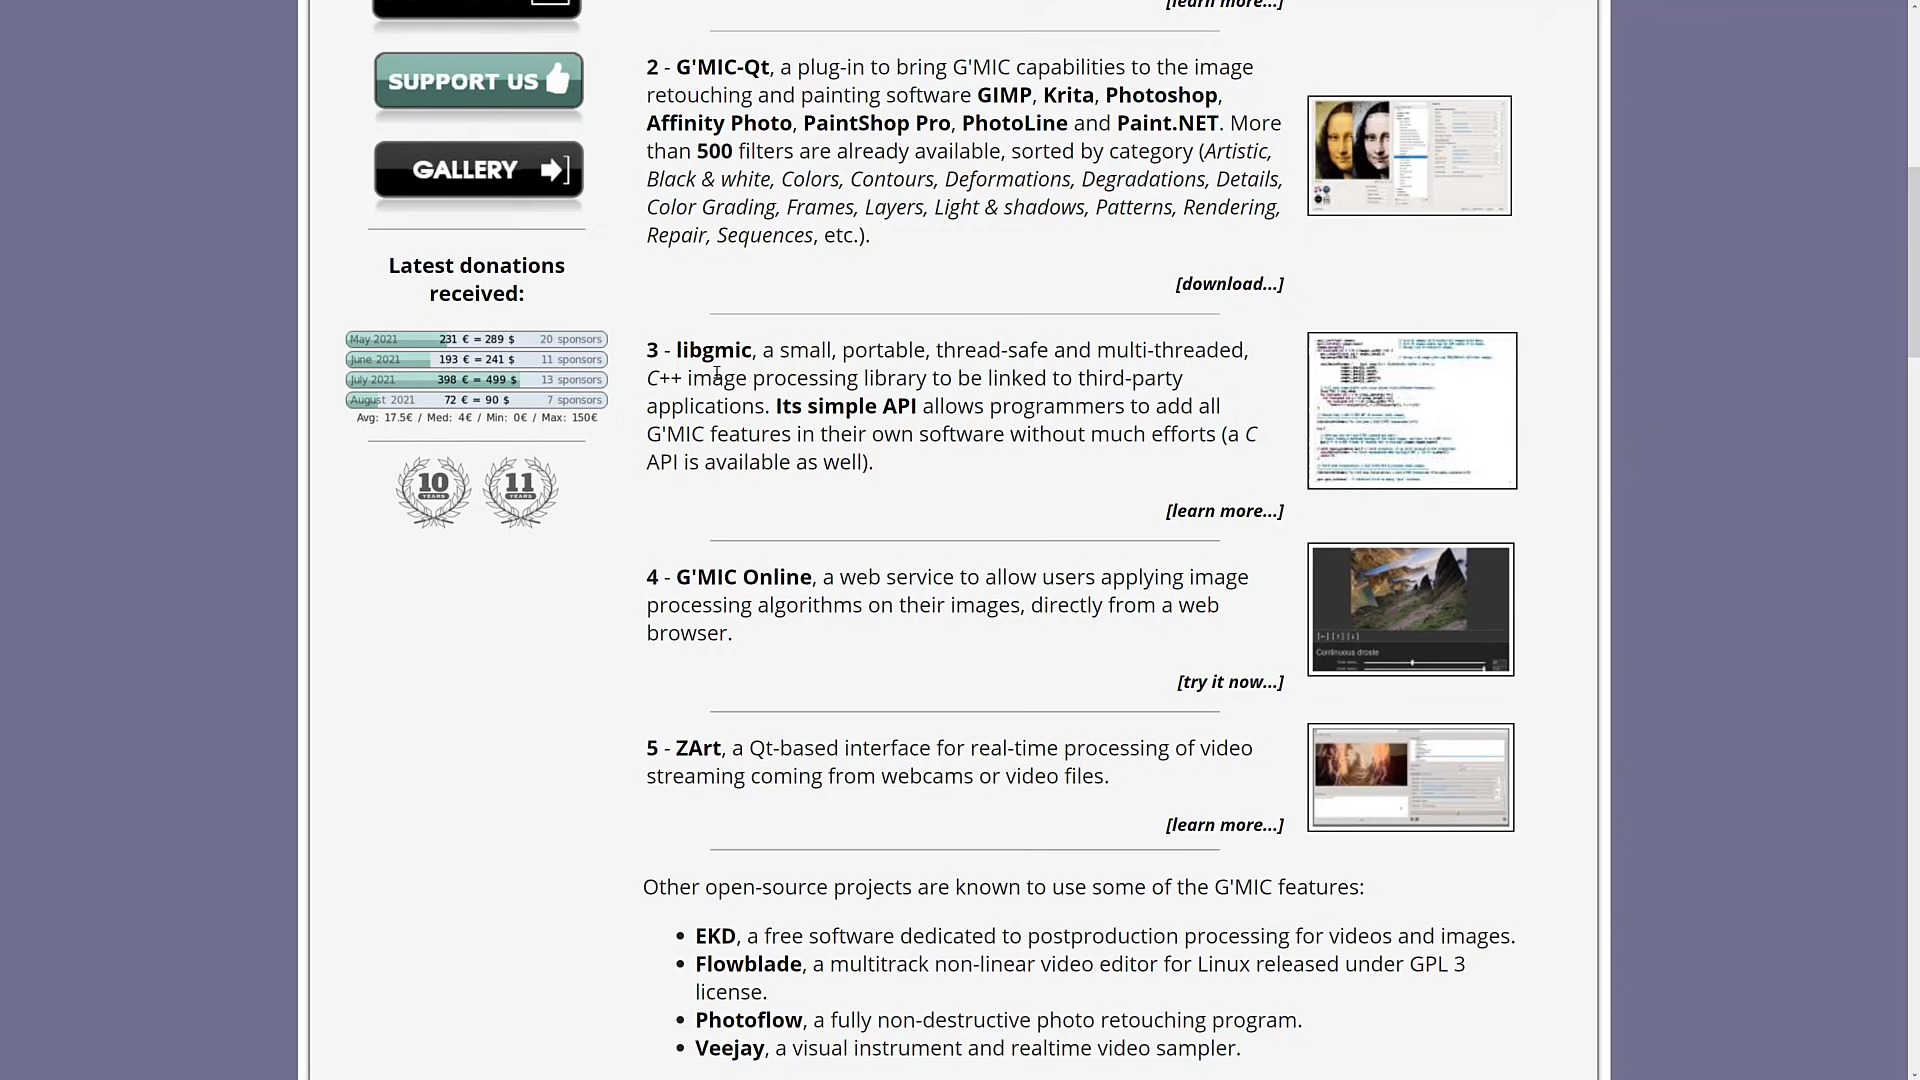 [learn more...]
SUPPORT US
GALLERY
Latest donations
received:
May 2021 231 € = 289 $ 20 sponsors
June 2021 193 € = 241 $ 11 sponsors
July 2021 398 € = 499 $ 13 sponsors
August 2021 72 € = 90 $ 7 sponsors
Avg: 17.5€ / Med: 4€ / Min: 0€ / Max: 150€
10 YEARS
11 YEARS
2 - G'MIC-Qt, a plug-in to bring G'MIC capabilities to the image
retouching and painting software GIMP, Krita, Photoshop,
Affinity Photo, PaintShop Pro, PhotoLine and Paint.NET. More
than 500 filters are already available, sorted by category (Artistic,
Black & white, Colors, Contours, Deformations, Degradations, Details,
Color Grading, Frames, Layers, Light & shadows, Patterns, Rendering,
Repair, Sequences, etc.).
[download...]
3 - libgmic, a small, portable, thread-safe and multi-threaded,
C++ image processing library to be linked to third-party
applications. Its simple API allows programmers to add all
G'MIC features in their own software without much efforts (a C
API is available as well).
[learn more...]
4 - G'MIC Online, a web service to allow users applying image
processing algorithms on their images, directly from a web
browser.
[try it now...]
Continuous droste
5 - ZArt, a Qt-based interface for real-time processing of video
streaming coming from webcams or video files.
[learn more...]
Other open-source projects are known to use some of the G'MIC features:
• EKD, a free software dedicated to postproduction processing for videos and images.
• Flowblade, a multitrack non-linear video editor for Linux released under GPL 3
license.
• Photoflow, a fully non-destructive photo retouching program.
• Veejay, a visual instrument and realtime video sampler.